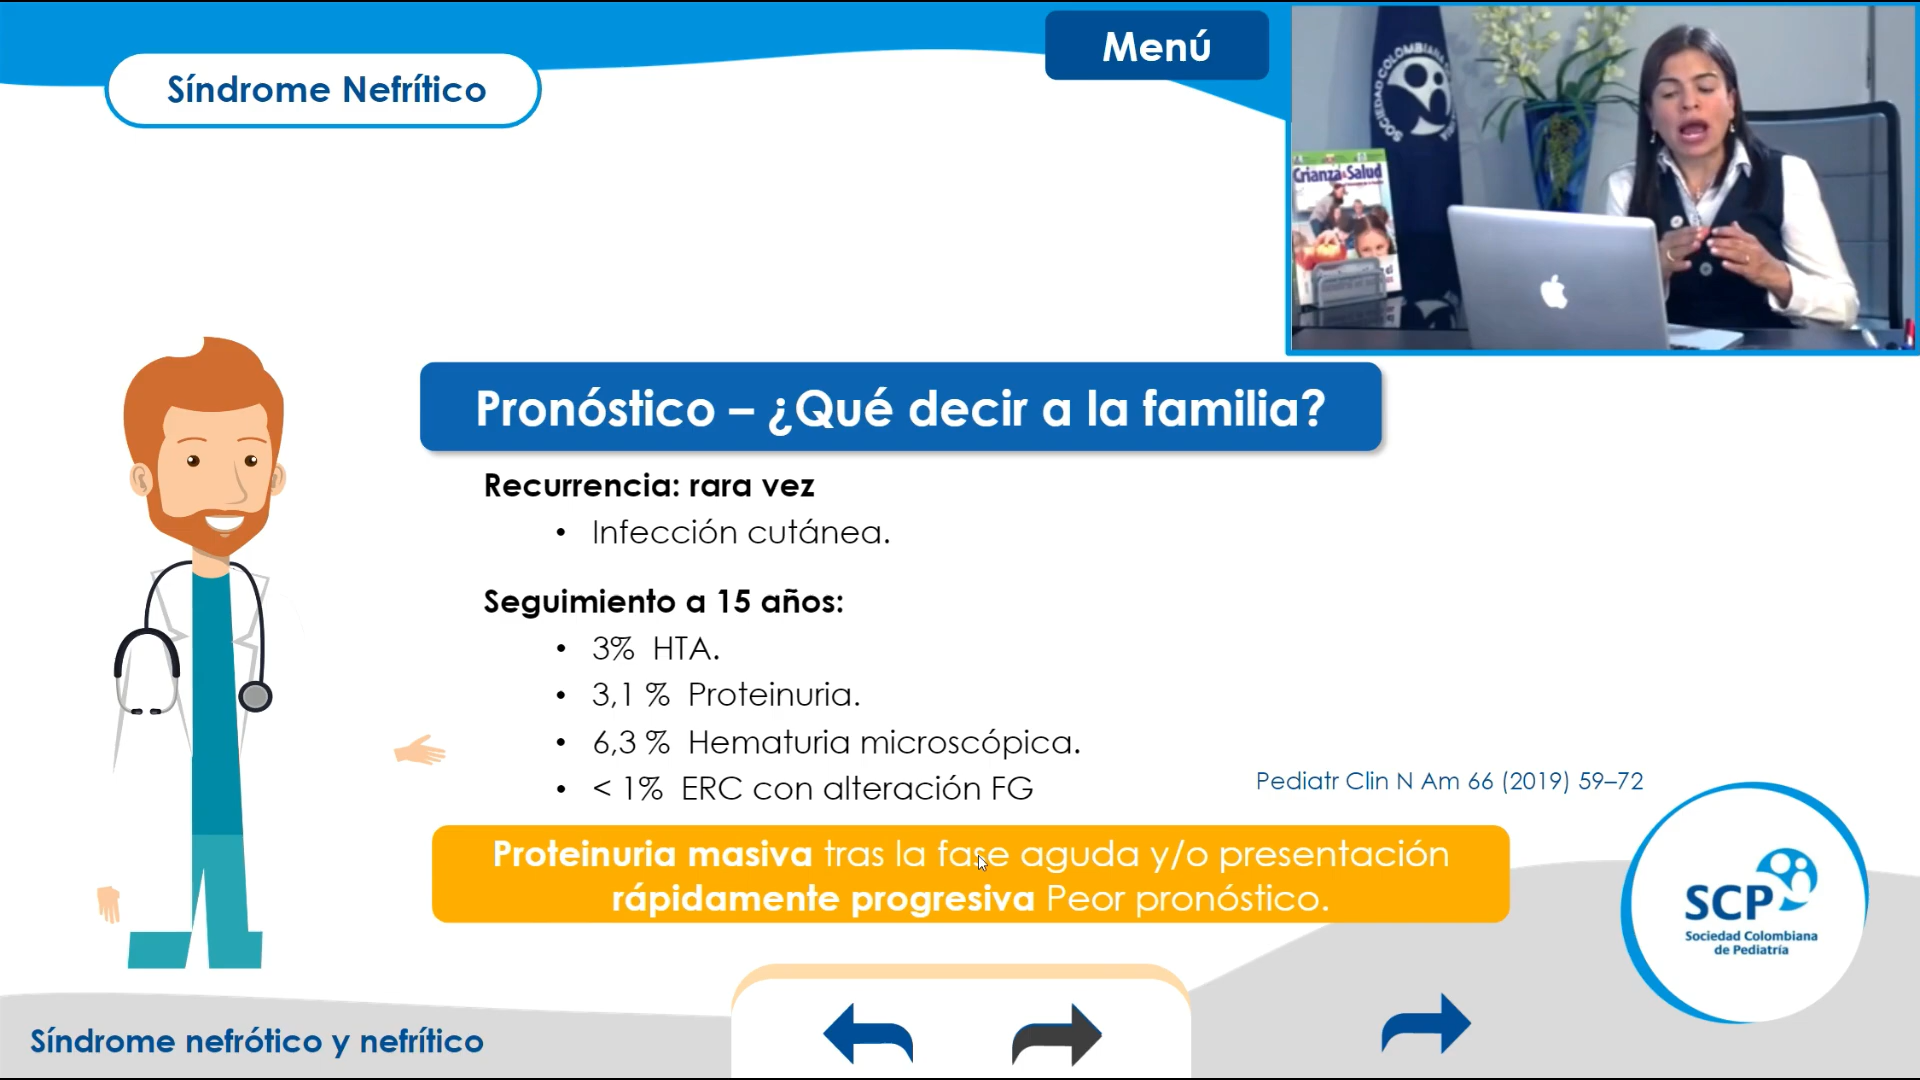 Síndrome Nefrítico
Menú
SOCIEDAD COLOMBIANA
Crianza & Salud
Pronóstico – ¿Qué decir a la familia?
Recurrencia: rara vez
• Infección cutánea.
Seguimiento a 15 años:
• 3% HTA.
• 3,1 % Proteinuria.
• 6,3 % Hematuria microscópica.
• < 1% ERC con alteración FG
Pediatr Clin N Am 66 (2019) 59–72
Proteinuria masiva tras la fase aguda y/o presentación
rápidamente progresiva Peor pronóstico.
SCP
Sociedad Colombiana
de Pediatría
Síndrome nefrótico y nefrítico